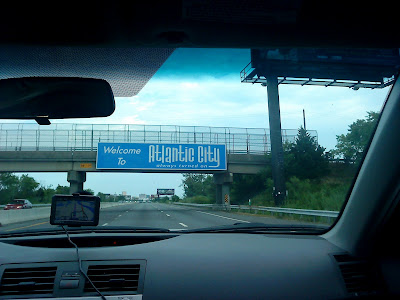 Welcome
To
Atlantic City
always turned on